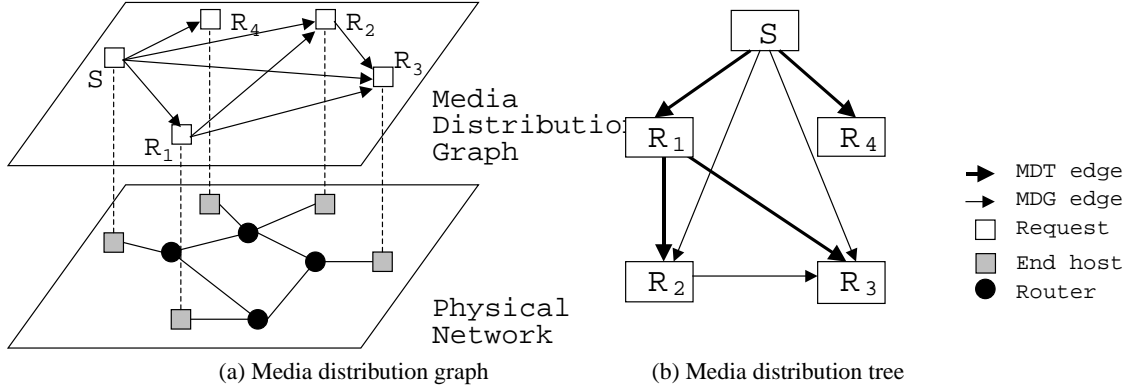 R4
R2
S
R3
R1
Media
Distribution
Graph
Physical
Network
(a) Media distribution graph
S
R1
R4
R2
R3
(b) Media distribution tree
MDT edge
MDG edge
Request
End host
Router